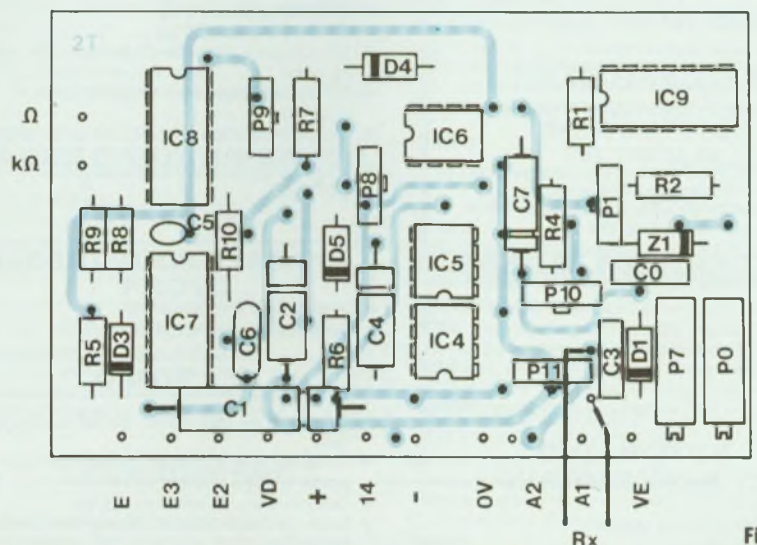 2T
D4
IC8
P9
R7
R1
IC9
Ω
IC6
kΩ
P8
C7
R4
P1
R2
R9
R8
C5
R10
D5
Z1
IC5
C0
P10
R5
D3
IC7
C6
C2
R6
C4
IC4
P11
C3
D1
P7
P0
C1
E
E3
E2
VD
+
14
-
0V
A2
A1
VE
Rx